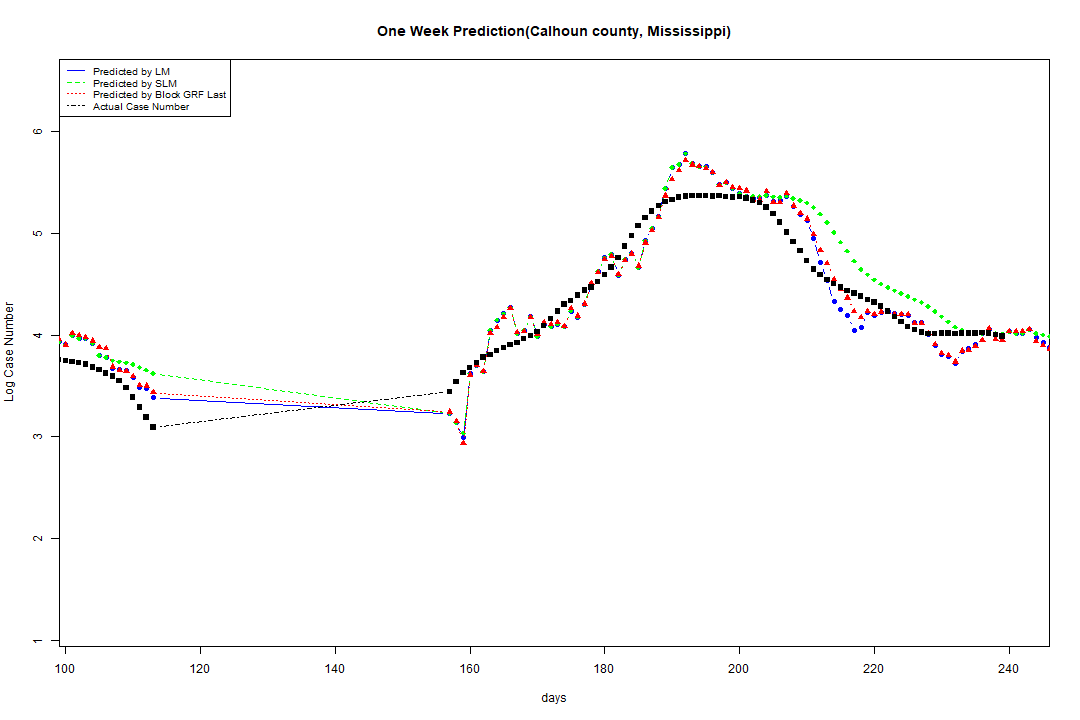 One Week Prediction(Calhoun county, Mississippi)
Predicted by LM
Predicted by SLM
Predicted by Block GRF Last
Actual Case Number
Log Case Number
6
5
4
3
2
1
100 120 140 160 180 200 220 240
days